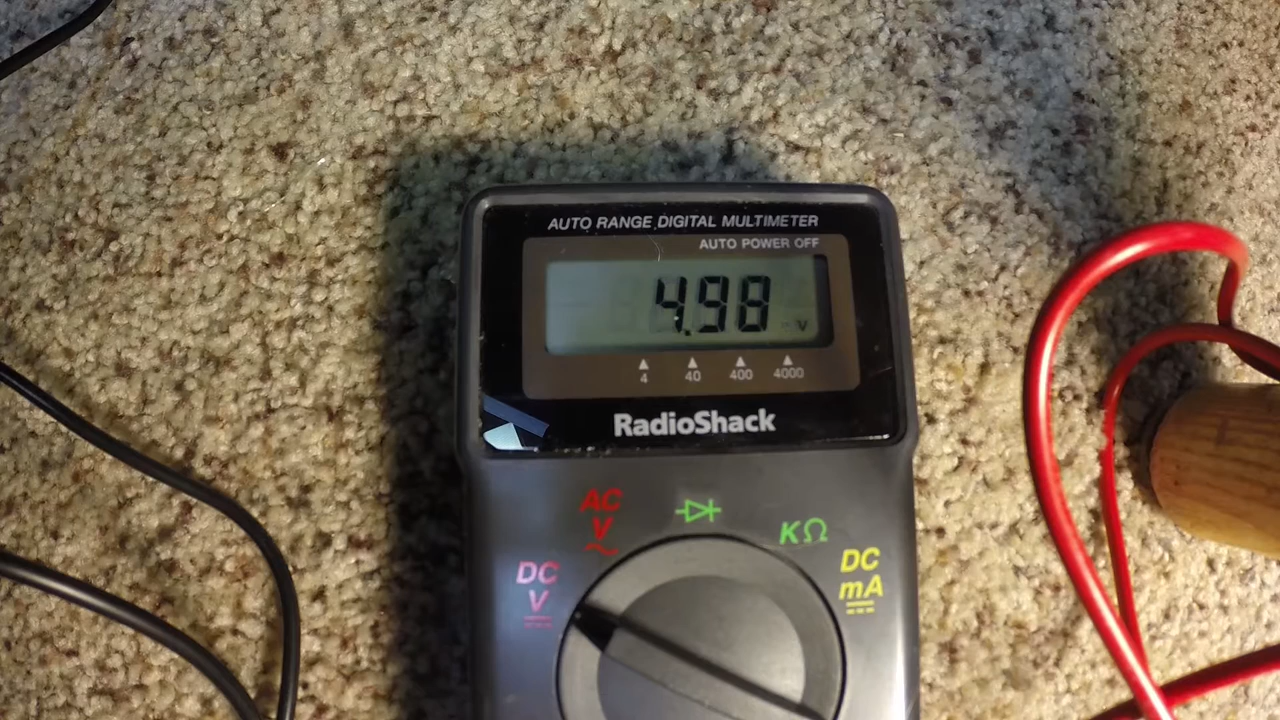 AUTO RANGE DIGITAL MULTIMETER
AUTO POWER OFF
4.98 V
4 40 400 4000
RadioShack
AC
V
KΩ
DC
V
DC
mA